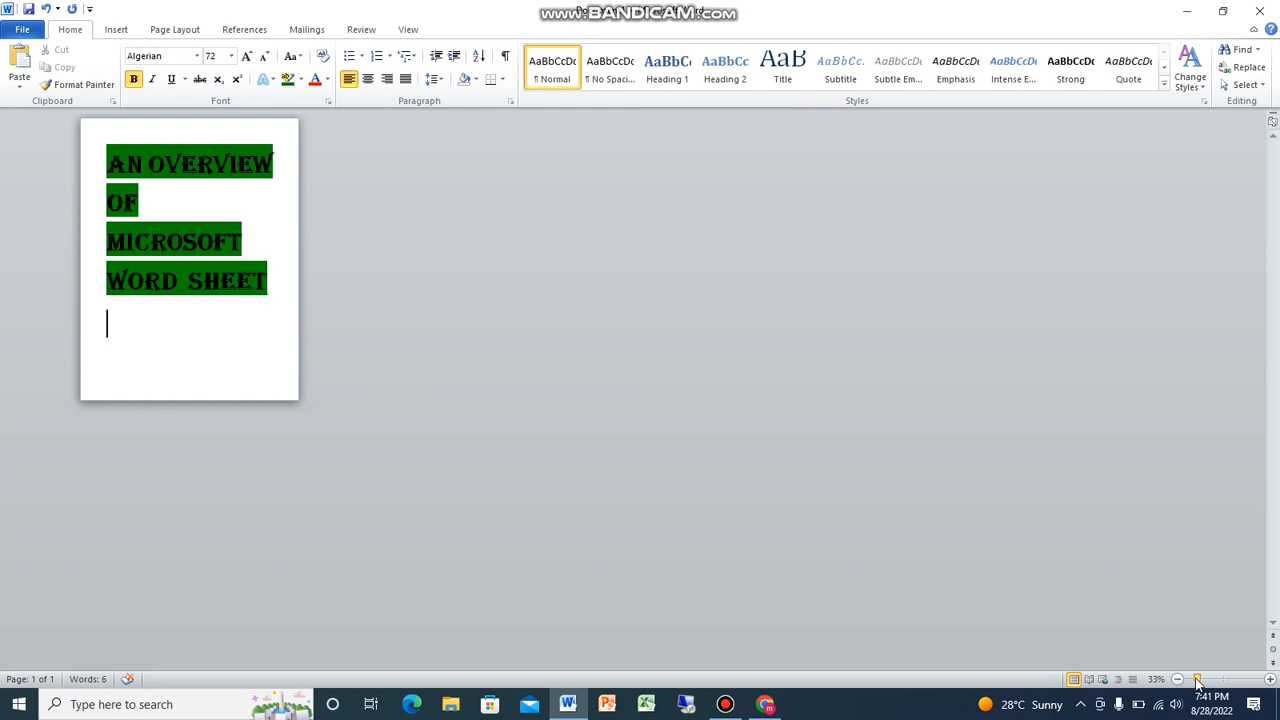 www.BANDICAM.com
File Home Insert Page Layout References Mailings Review View
Paste Cut Copy Format Painter
Algerian 72
AaBbCcDc AaBbCcDc AaBbC AaBbCc AaB AaBbCc. AaBbCcDc AaBbCcDc AaBbCcDc AaBbCcDc AaBbCcDc
¶ Normal ¶ No Spaci... Heading 1 Heading 2 Title Subtitle Subtle Em... Emphasis Intense E... Strong Quote
Change Styles
Find Replace Select
Clipboard Font Paragraph Styles Editing
AN OVERVIEW
OF
MICROSOFT
WORD SHEET
Page: 1 of 1 Words: 6 33%
Type here to search 28°C Sunny 7:41 PM
8/28/2022